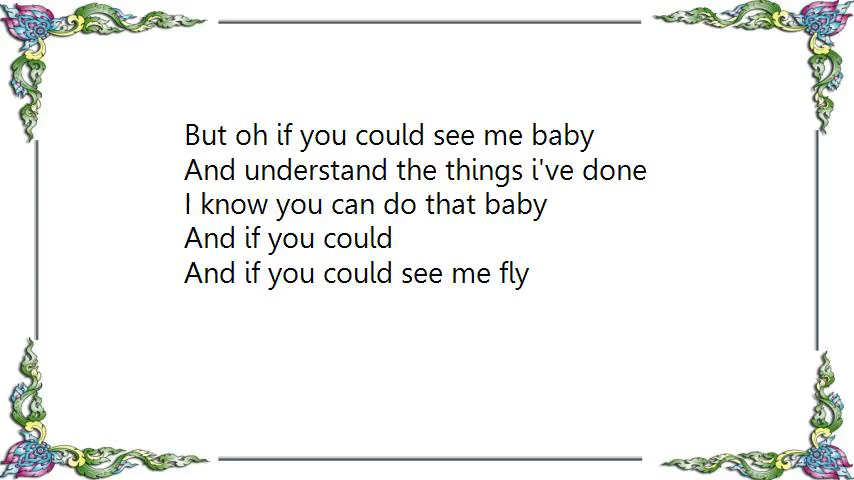 But oh if you could see me baby
And understand the things i've done
I know you can do that baby
And if you could
And if you could see me fly